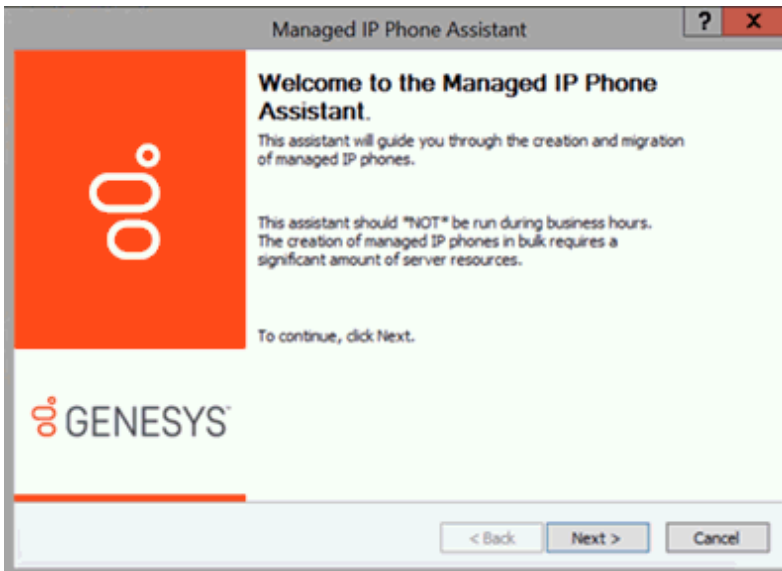 Managed IP Phone Assistant
? X
Welcome to the Managed IP Phone
Assistant.
This assistant will guide you through the creation and migration
of managed IP phones.
This assistant should "NOT" be run during business hours.
The creation of managed IP phones in bulk requires a
significant amount of server resources.
To continue, click Next.
GENESYS™
< Back Next > Cancel